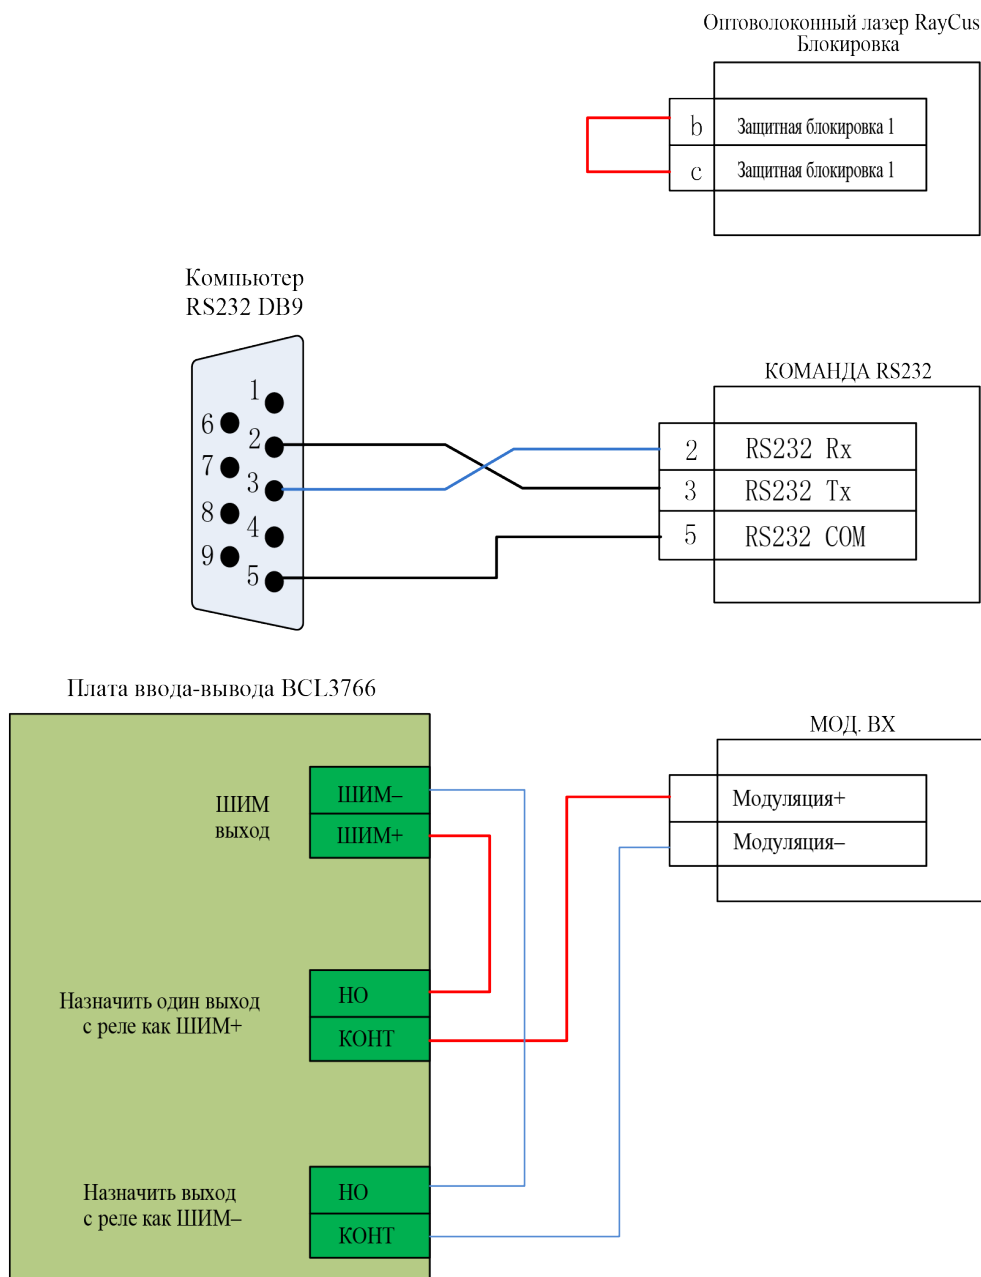 Оптоволоконный лазер RayCus
Блокировка
b
Защитная блокировка 1
c
Защитная блокировка 1
Компьютер
RS232 DB9
1
6
2
7
3
8
4
9
5
КОМАНДА RS232
2
RS232 Rx
3
RS232 Tx
5
RS232 COM
Плата ввода-вывода BCL3766
ШИМ
выход
ШИМ–
ШИМ+
МОД. ВХ
Модуляция+
Модуляция–
Назначить один выход
с реле как ШИМ+
НО
КОНТ
Назначить выход
с реле как ШИМ–
НО
КОНТ